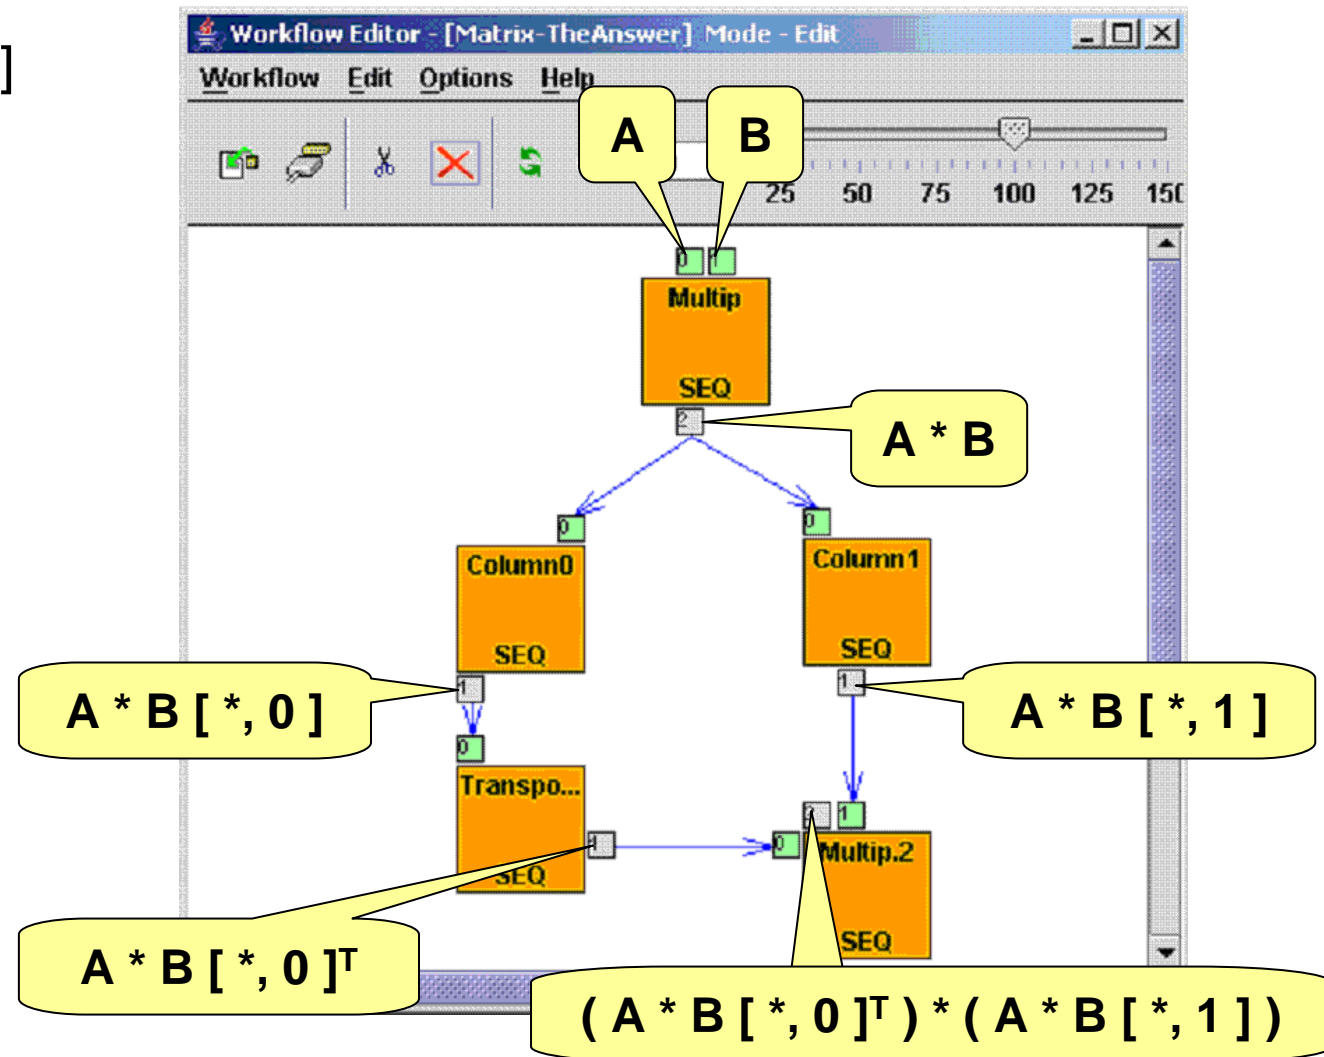 ]
Workflow Editor - [Matrix-TheAnswer] Mode - Edit
Workflow Edit Options Help
A B
25 50 75 100 125 150
0 1
Multip
SEQ
2
A * B
0 0
Column0 Column1
SEQ SEQ
1 1
A * B [ *, 0 ] A * B [ *, 1 ]
0
Transpo...
1
SEQ
1
0
Multip.2
SEQ
A * B [ *, 0 ]ᵀ
( A * B [ *, 0 ]ᵀ ) * ( A * B [ *, 1 ] )